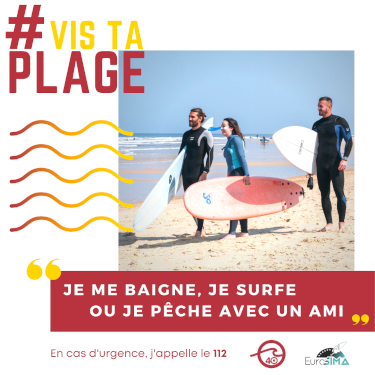 # VIS TA
PLAGE
“ JE ME BAIGNE, JE SURFE
OU JE PÊCHE AVEC UN AMI ”
En cas d'urgence, j'appelle le 112
40
EuroSIMA